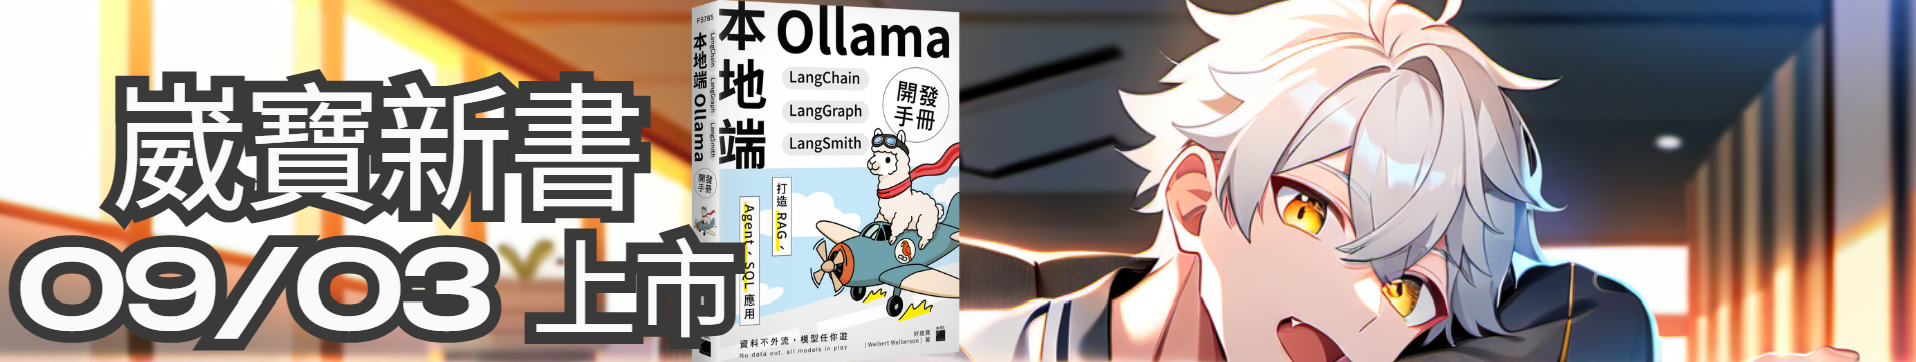 崴寶新書
09/03 上市
F5765
本地端 Ollama
LangChain LangGraph LangSmith
開發手冊
本地端
Ollama
LangChain
LangGraph
LangSmith
開發
手冊
打造 RAG、
Agent、SQL 應用
資料不外流，模型任你遊
No data out, all models in play
好崴寶
( Weibert Weiberson ) 著